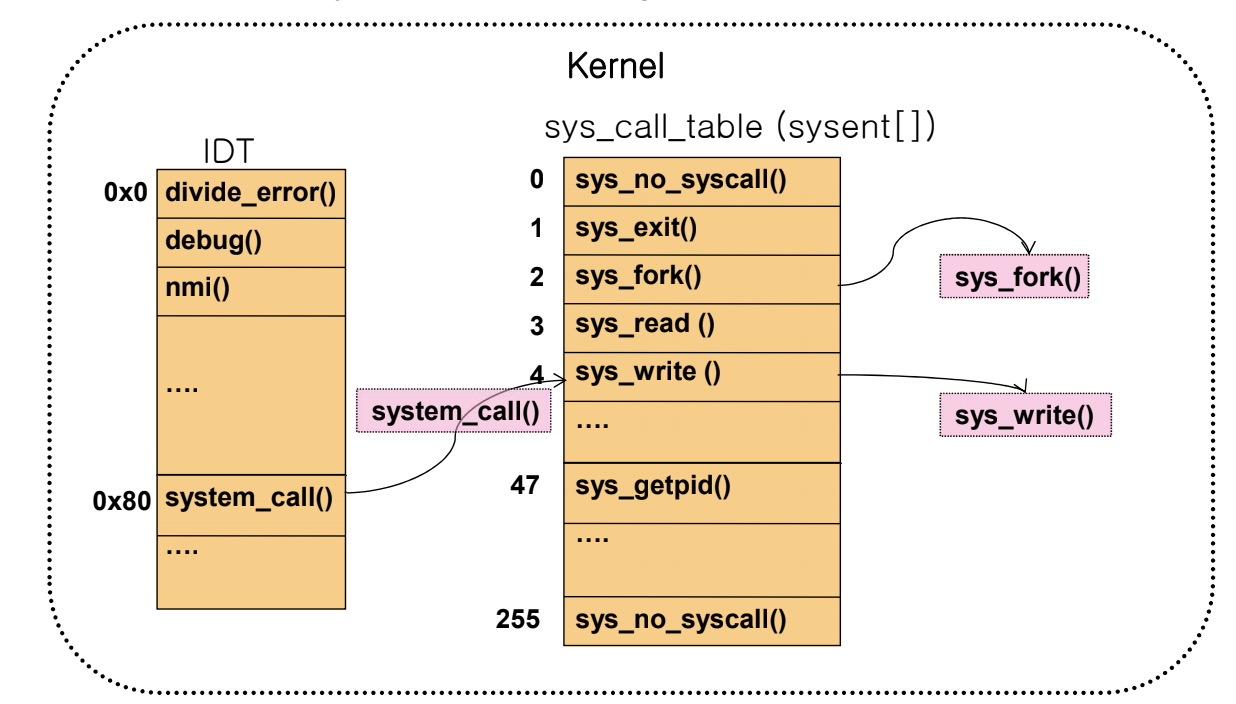 Kernel
sys_call_table (sysent[])
IDT
0x0 divide_error()
debug()
nmi()
....
0x80 system_call()
....
system_call()
0 sys_no_syscall()
1 sys_exit()
2 sys_fork()
3 sys_read ()
4 sys_write ()
....
47 sys_getpid()
....
255 sys_no_syscall()
sys_fork()
sys_write()